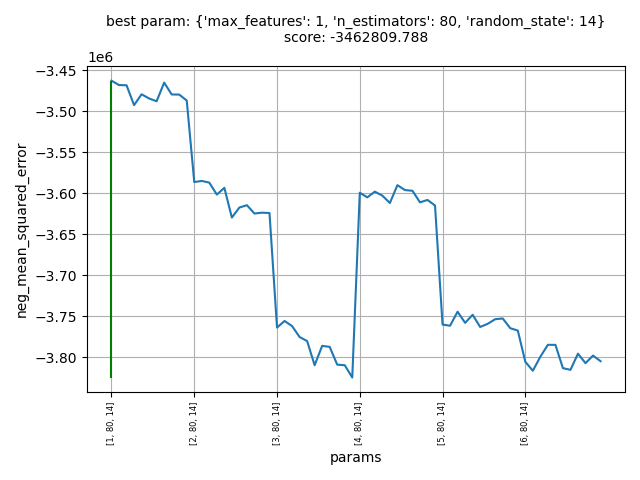 best param: {'max_features': 1, 'n_estimators': 80, 'random_state': 14}
score: -3462809.788
1e6
−3.45
−3.50
−3.55
−3.60
−3.65
−3.70
−3.75
−3.80
neg_mean_squared_error
[1, 80, 14]
[2, 80, 14]
[3, 80, 14]
[4, 80, 14]
[5, 80, 14]
[6, 80, 14]
params